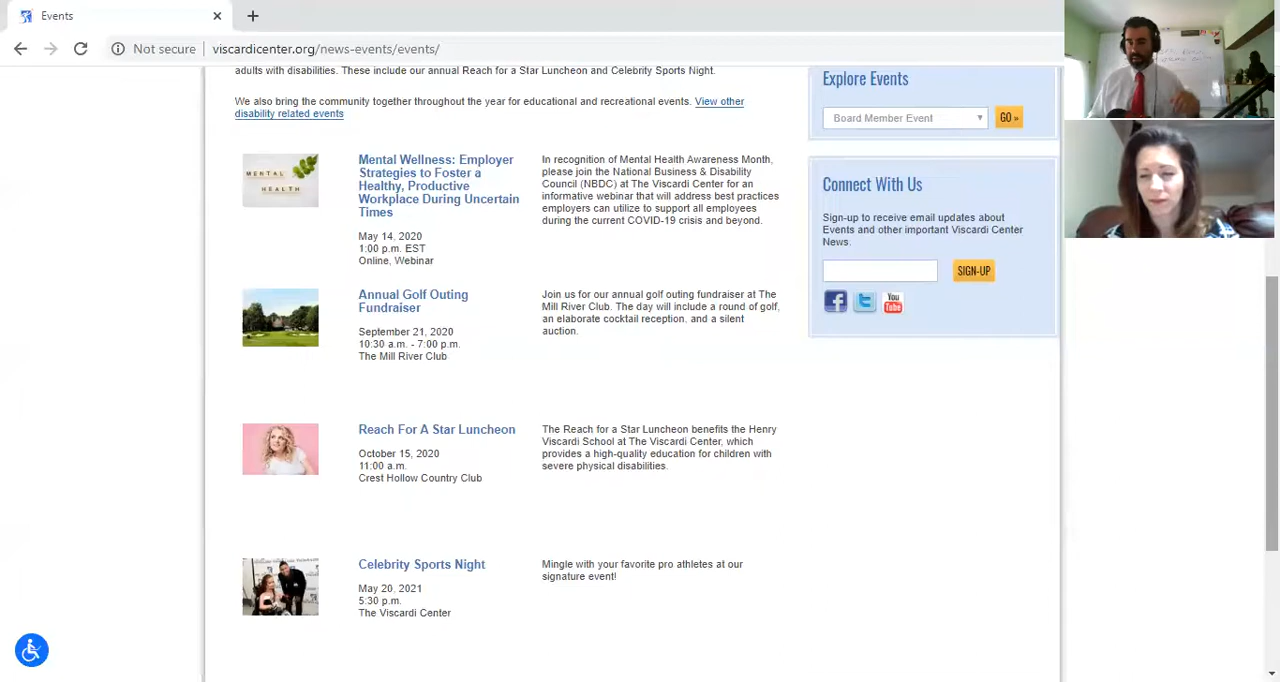 Events
Not secure
viscardicenter.org/news-events/events/
adults with disabilities. These include our annual Reach for a Star Luncheon and Celebrity Sports Night.
We also bring the community together throughout the year for educational and recreational events. View other
disability related events
MENTAL
HEALTH
Mental Wellness: Employer
Strategies to Foster a
Healthy, Productive
Workplace During Uncertain
Times
May 14, 2020
1:00 p.m. EST
Online, Webinar
In recognition of Mental Health Awareness Month,
please join the National Business & Disability
Council (NBDC) at The Viscardi Center for an
informative webinar that will address best practices
employers can utilize to support all employees
during the current COVID-19 crisis and beyond.
Annual Golf Outing
Fundraiser
September 21, 2020
10:30 a.m. - 7:00 p.m.
The Mill River Club
Join us for our annual golf outing fundraiser at The
Mill River Club. The day will include a round of golf,
an elaborate cocktail reception, and a silent
auction.
Reach For A Star Luncheon
October 15, 2020
11:00 a.m.
Crest Hollow Country Club
The Reach for a Star Luncheon benefits the Henry
Viscardi School at The Viscardi Center, which
provides a high-quality education for children with
severe physical disabilities.
Celebrity Sports Night
May 20, 2021
5:30 p.m.
The Viscardi Center
Mingle with your favorite pro athletes at our
signature event!
Explore Events
Board Member Event
GO »
Connect With Us
Sign-up to receive email updates about
Events and other important Viscardi Center
News.
SIGN-UP
You
Tube